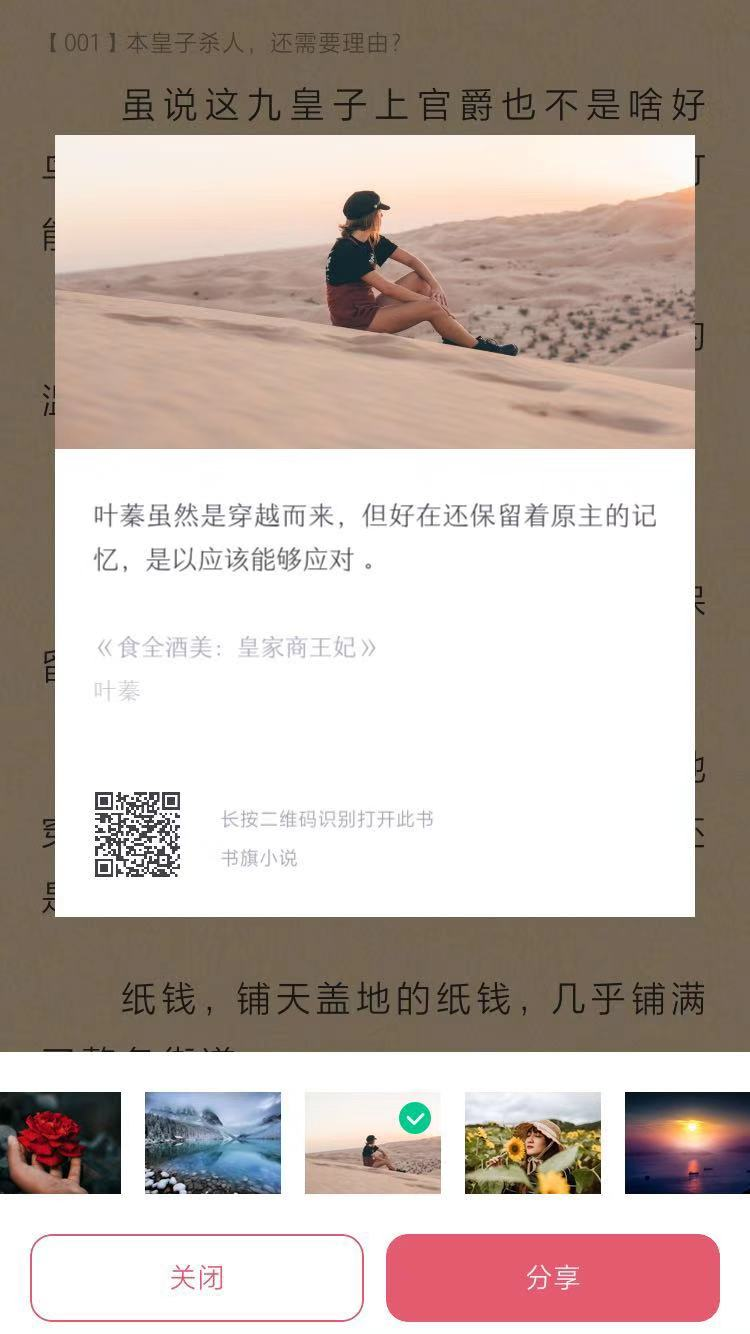 【001】本皇子杀人，还需要理由？
虽说这九皇子上官爵也不是啥好
能
温
叶蓁虽然是穿越而来，但好在还保留着原主的记
忆，是以应该能够应对 。
《食全酒美：皇家商王妃》
叶蓁
长按二维码识别打开此书
书旗小说
留
穿
是
纸钱，铺天盖地的纸钱，几乎铺满
关闭
分享